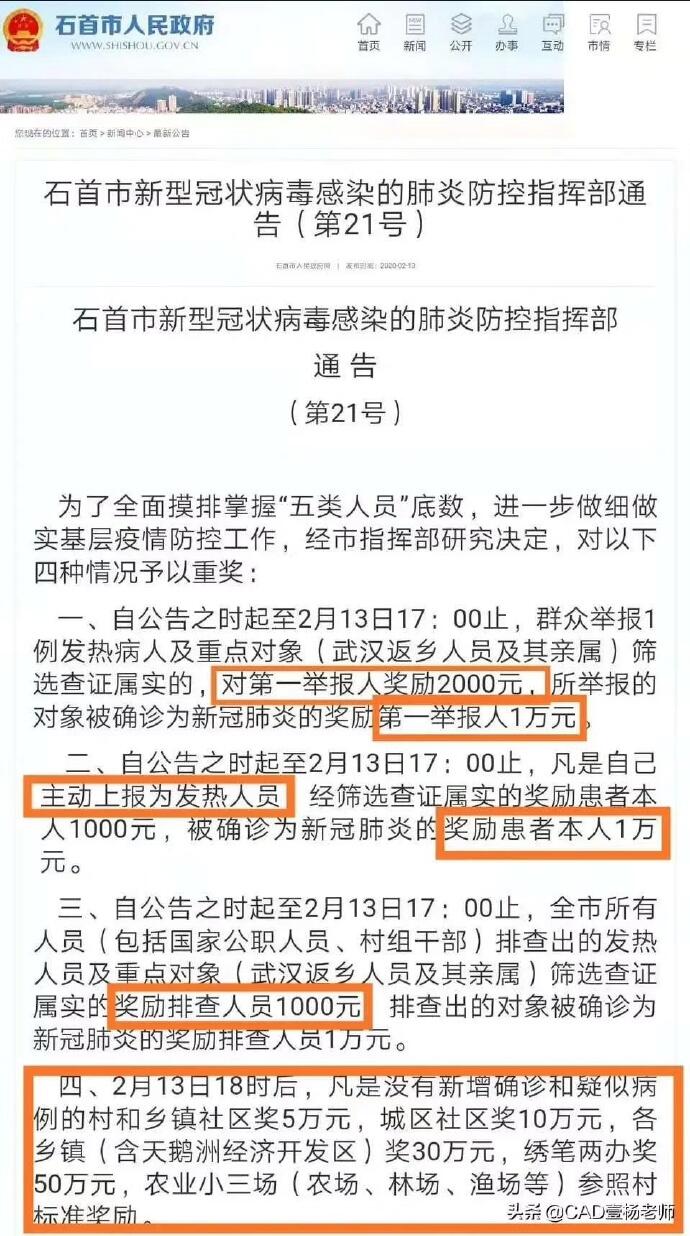 石首市人民政府
WWW.SHISHOU.GOV.CN
首页 新闻 公开 办事 互动 市情 专栏
您现在的位置：首页 > 新闻中心 > 最新公告
石首市新型冠状病毒感染的肺炎防控指挥部通
告（第21号）
石首市人民政府网 | 发布时间：2020-02-13
石首市新型冠状病毒感染的肺炎防控指挥部
通 告
（第21号）
为了全面摸排掌握“五类人员”底数，进一步做细做
实基层疫情防控工作，经市指挥部研究决定，对以下
四种情况予以重奖：
一、自公告之时起至2月13日17：00止，群众举报1
例发热病人及重点对象（武汉返乡人员及其亲属）筛
选查证属实的，对第一举报人奖励2000元，所举报的
对象被确诊为新冠肺炎的奖励第一举报人1万元。
二、自公告之时起至2月13日17：00止，凡是自己
主动上报为发热人员 经筛选查证属实的奖励患者本
人1000元，被确诊为新冠肺炎的奖励患者本人1万
元。
三、自公告之时起至2月13日17：00止，全市所有
人员（包括国家公职人员、村组干部）排查出的发热
人员及重点对象（武汉返乡人员及其亲属）筛选查证
属实的奖励排查人员1000元 排查出的对象被确诊为
新冠肺炎的奖励排查人员1万元。
四、2月13日18时后，凡是没有新增确诊和疑似病
例的村和乡镇社区奖5万元，城区社区奖10万元，各
乡镇（含天鹅洲经济开发区）奖30万元，绣笔两办奖
50万元，农业小三场（农场、林场、渔场等）参照村
标准奖励。
头条@CAD壹杨老师